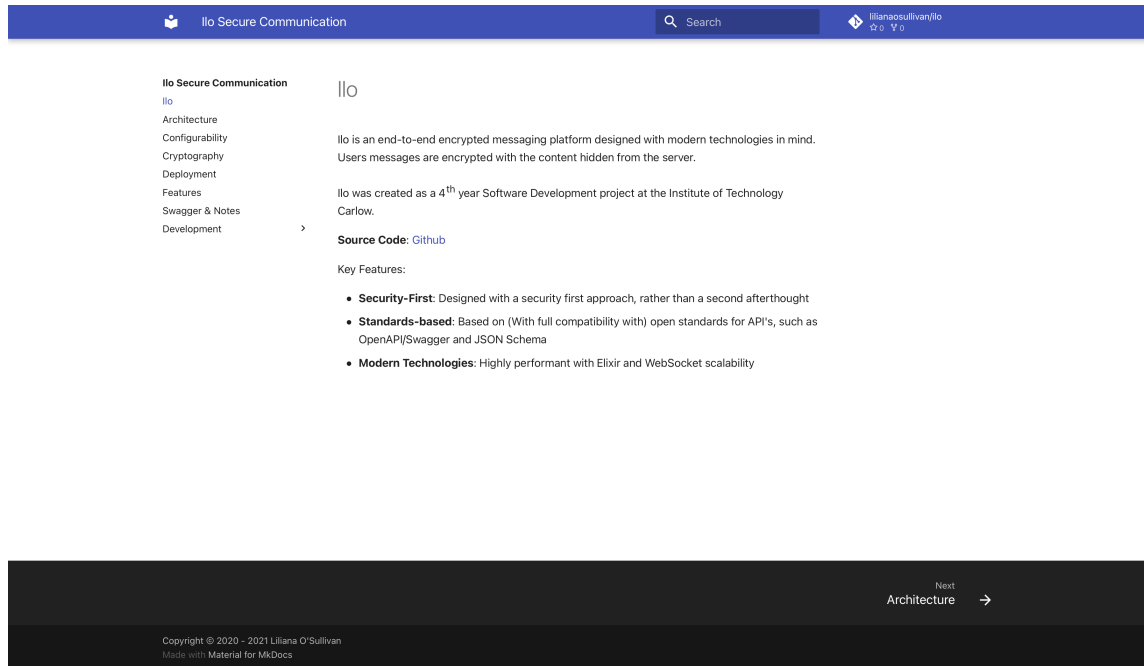 Ilo Secure Communication
Search
lilianaosullivan/ilo
0 0
Ilo Secure Communication
Ilo
Architecture
Configurability
Cryptography
Deployment
Features
Swagger & Notes
Development
Ilo
Ilo is an end-to-end encrypted messaging platform designed with modern technologies in mind.
Users messages are encrypted with the content hidden from the server.
Ilo was created as a 4th year Software Development project at the Institute of Technology
Carlow.
Source Code: Github
Key Features:
• Security-First: Designed with a security first approach, rather than a second afterthought
• Standards-based: Based on (With full compatibility with) open standards for API's, such as
OpenAPI/Swagger and JSON Schema
• Modern Technologies: Highly performant with Elixir and WebSocket scalability
Next
Architecture
Copyright © 2020 - 2021 Liliana O'Sullivan
Made with Material for MkDocs